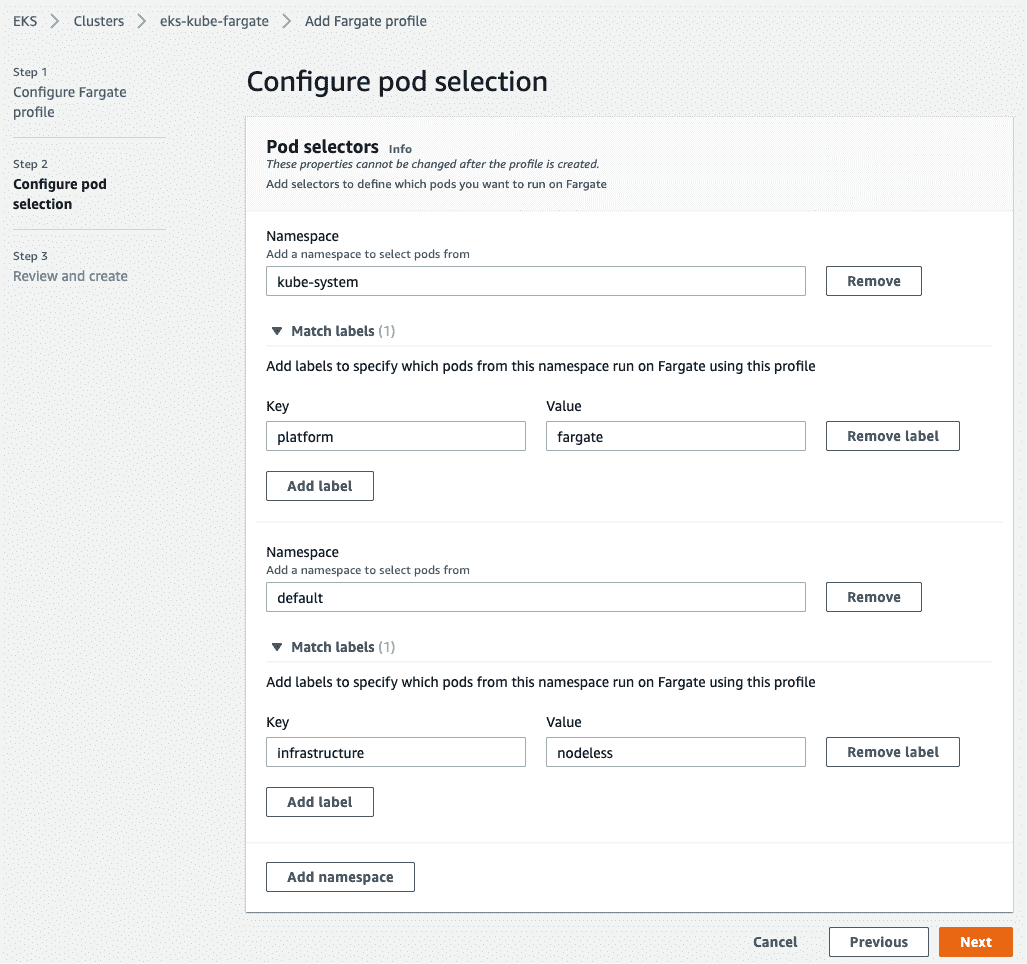 EKS > Clusters > eks-kube-fargate > Add Fargate profile
Step 1
Configure Fargate
profile
Step 2
Configure pod
selection
Step 3
Review and create
Configure pod selection
Pod selectors Info
These properties cannot be changed after the profile is created.
Add selectors to define which pods you want to run on Fargate
Namespace
Add a namespace to select pods from
kube-system Remove
Match labels (1)
Add labels to specify which pods from this namespace run on Fargate using this profile
Key Value
platform fargate Remove label
Add label
Namespace
Add a namespace to select pods from
default Remove
Match labels (1)
Add labels to specify which pods from this namespace run on Fargate using this profile
Key Value
infrastructure nodeless Remove label
Add label
Add namespace
Cancel Previous Next